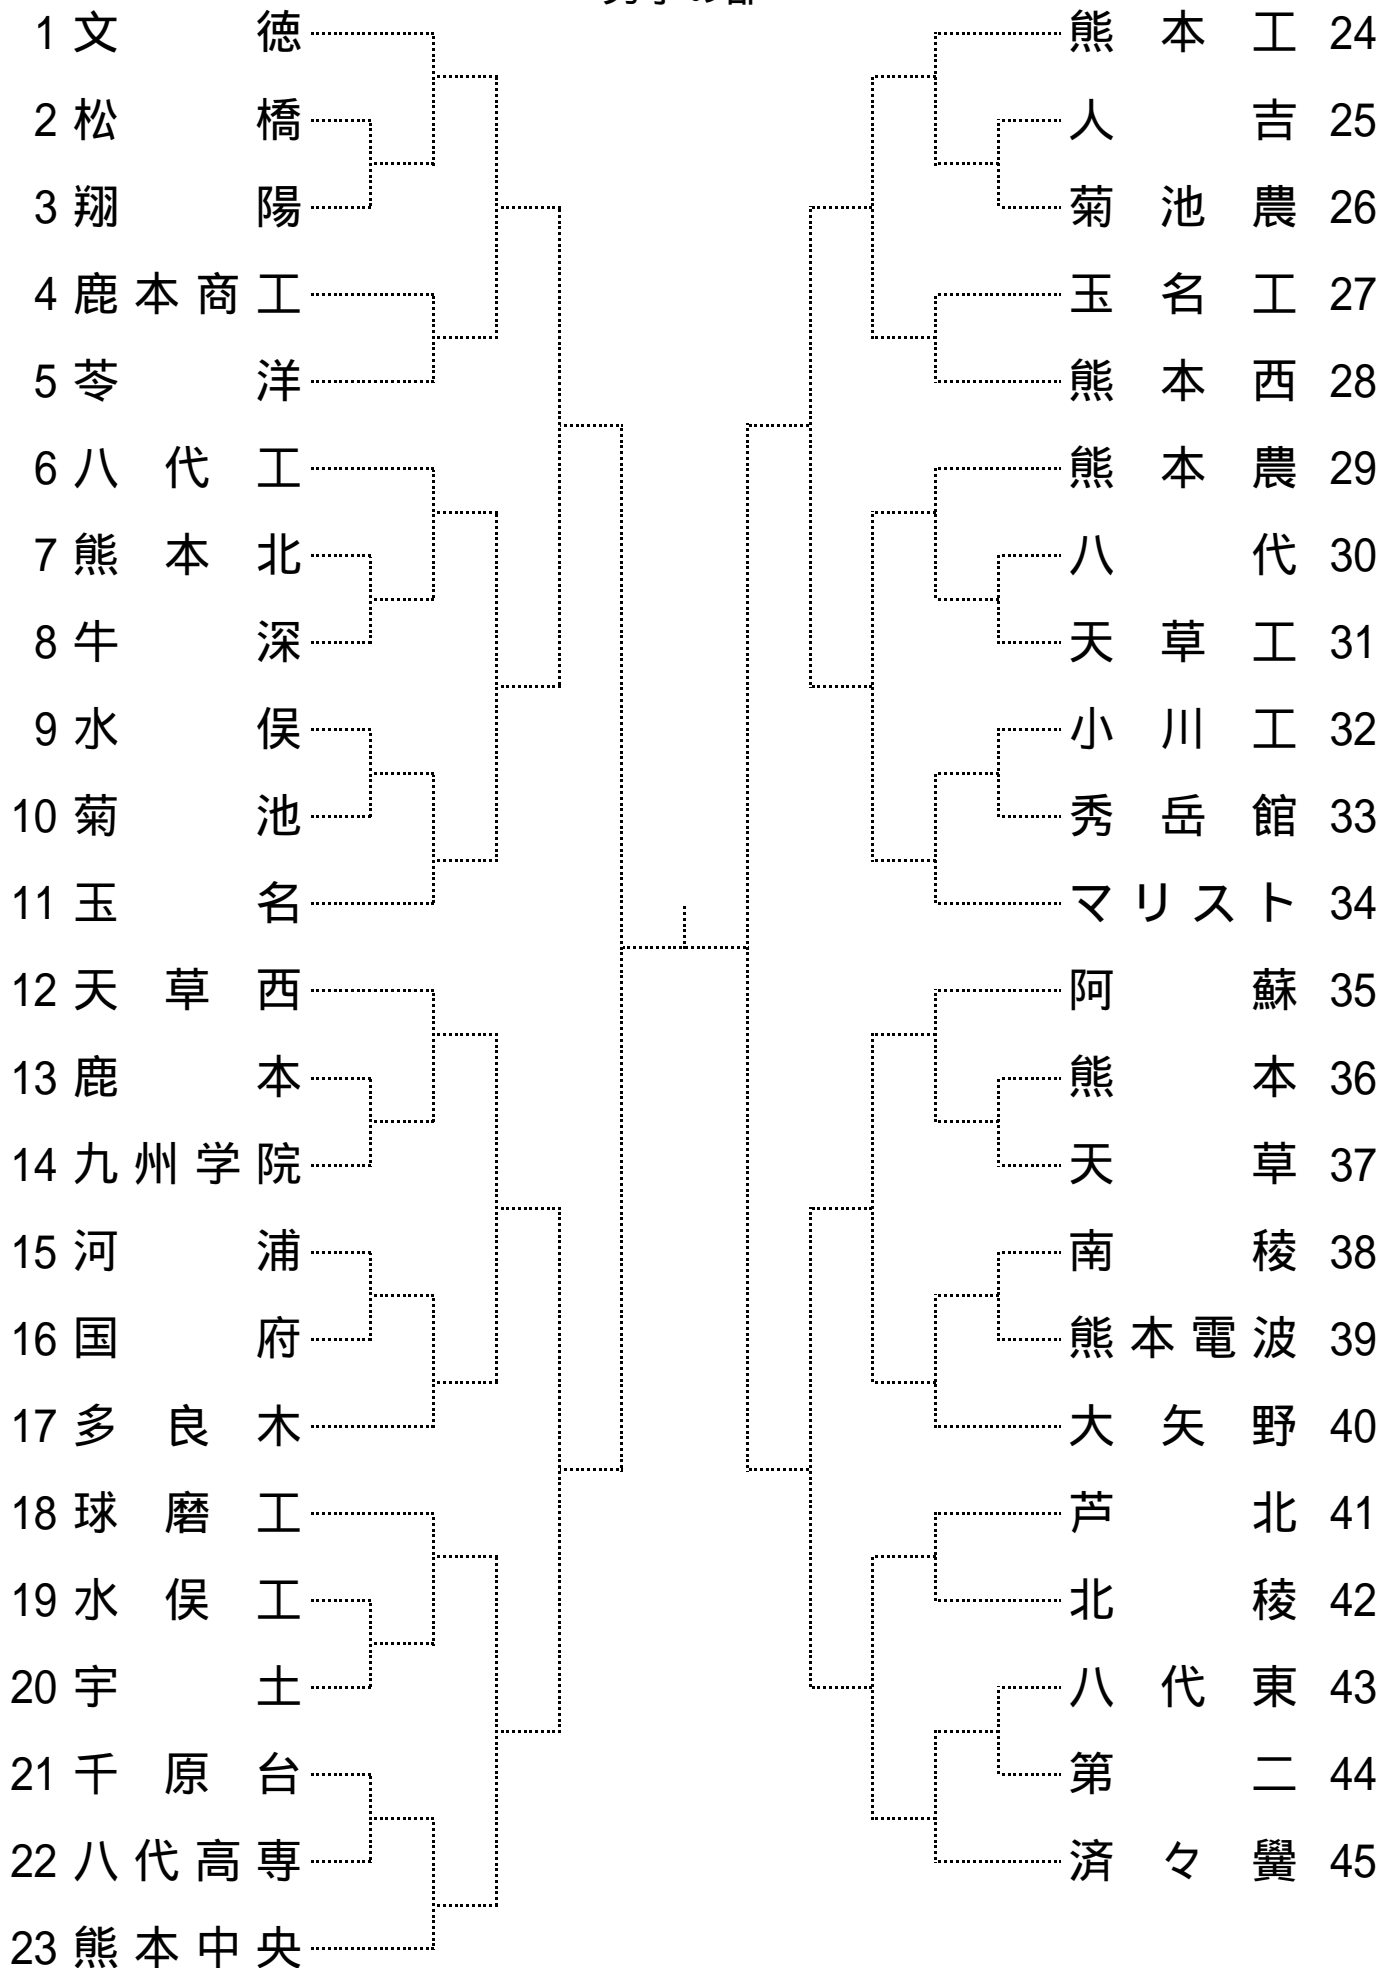 1 文徳
2 松橋
3 翔陽
4 鹿本商工
5 苓洋
6 八代工
7 熊本北
8 牛深
9 水俣
10 菊池
11 玉名
12 天草西
13 鹿本
14 九州学院
15 河浦
16 国府
17 多良木
18 球磨工
19 水俣工
20 宇土
21 千原台
22 八代高専
23 熊本中央
熊本工 24
人吉 25
菊池農 26
玉名工 27
熊本西 28
熊本農 29
八代 30
天草工 31
小川工 32
秀岳館 33
マリスト 34
阿蘇 35
熊本 36
天草 37
南稜 38
熊本電波 39
大矢野 40
芦北 41
北稜 42
八代東 43
第二 44
済々黌 45